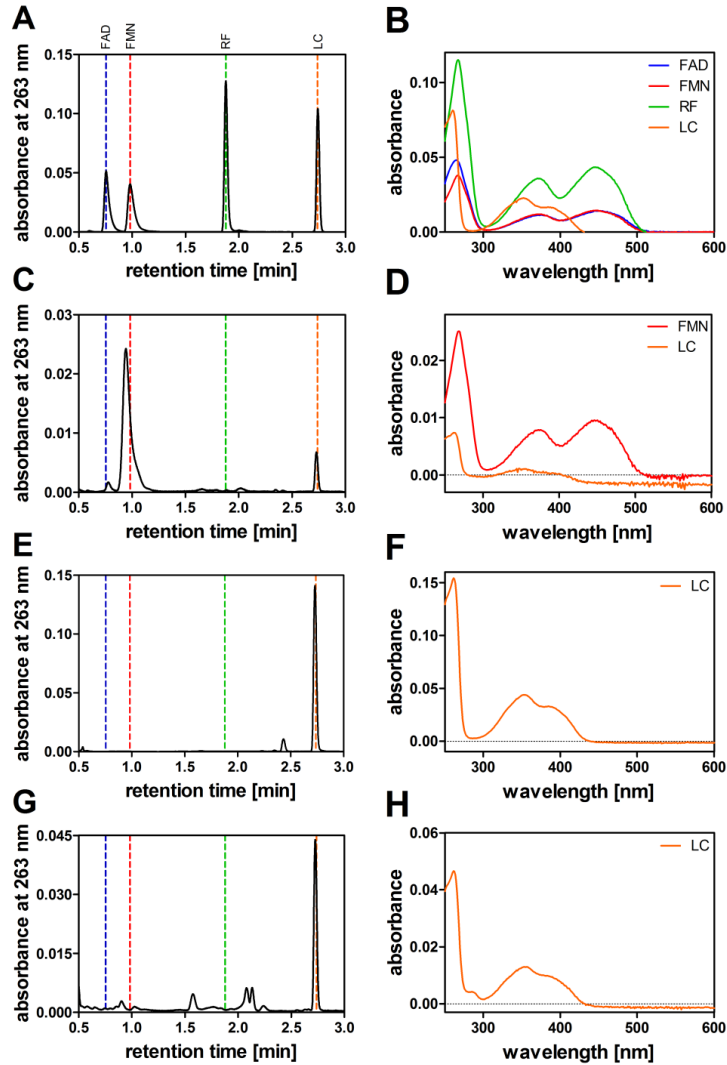 A
FAD
FMN
RF
LC
absorbance at 263 nm
0.15
0.10
0.05
0.00
0.5 1.0 1.5 2.0 2.5 3.0
retention time [min]
B
absorbance
0.10
0.05
0.00
300 400 500 600
wavelength [nm]
FAD
FMN
RF
LC
C
absorbance at 263 nm
0.03
0.02
0.01
0.00
0.5 1.0 1.5 2.0 2.5 3.0
retention time [min]
D
absorbance
0.02
0.01
0.00
300 400 500 600
wavelength [nm]
FMN
LC
E
absorbance at 263 nm
0.15
0.10
0.05
0.00
0.5 1.0 1.5 2.0 2.5 3.0
retention time [min]
F
absorbance
0.15
0.10
0.05
0.00
300 400 500 600
wavelength [nm]
LC
G
absorbance at 263 nm
0.045
0.030
0.015
0.000
0.5 1.0 1.5 2.0 2.5 3.0
retention time [min]
H
absorbance
0.06
0.04
0.02
0.00
300 400 500 600
wavelength [nm]
LC